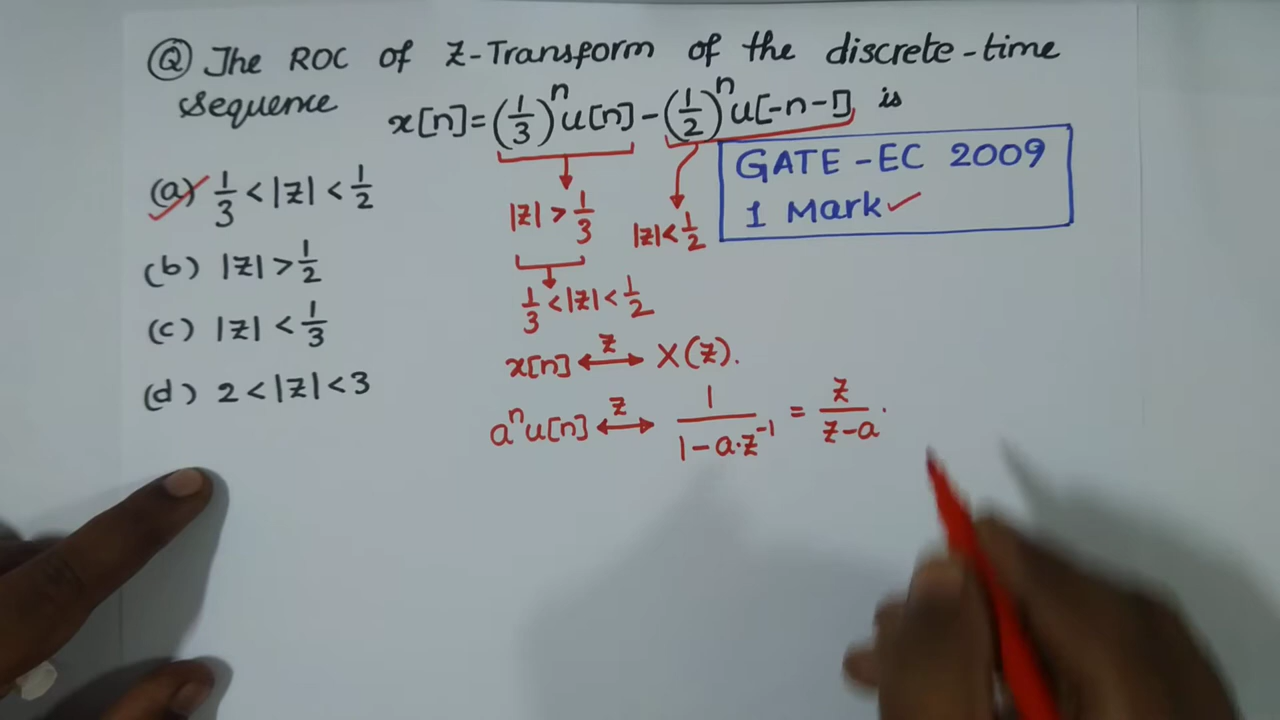 Q The ROC of Z-Transform of the discrete-time
sequence x[n]=(1/3)^n u[n] - (1/2)^n u[-n-1] is
GATE-EC 2009
1 Mark ✓
(a) 1/3 < |z| < 1/2
(b) |z| > 1/2
(c) |z| < 1/3
(d) 2 < |z| < 3
|z| > 1/3 |z| < 1/2
1/3 < |z| < 1/2
x[n] ⟷ z X(z).
a^n u[n] ⟷ z 1/(1-a·z^-1) = z/(z-a).